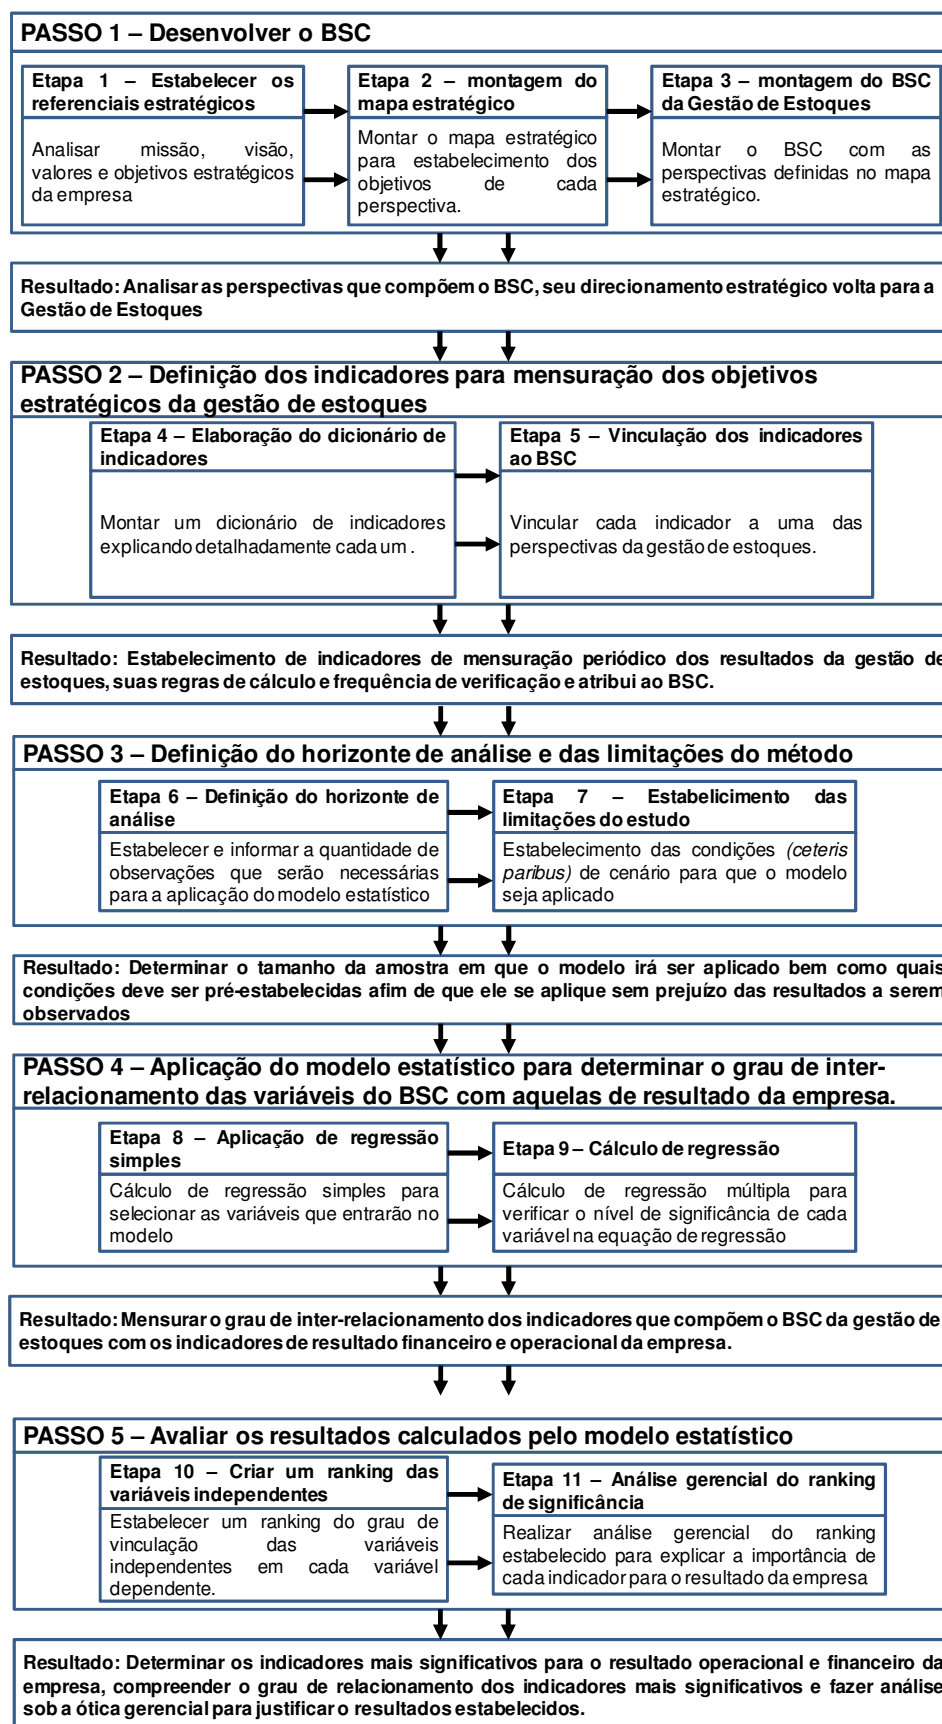 PASSO 1 – Desenvolver o BSC
Etapa 1 – Estabelecer os
referenciais estratégicos
Analisar missão, visão,
valores e objetivos estratégicos
da empresa
Etapa 2 – montagem do
mapa estratégico
Montar o mapa estratégico
para estabelecimento dos
objetivos de cada
perspectiva.
Etapa 3 – montagem do BSC
da Gestão de Estoques
Montar o BSC com as
perspectivas definidas no mapa
estratégico.
Resultado: Analisar as perspectivas que compõem o BSC, seu direcionamento estratégico volta para a
Gestão de Estoques
PASSO 2 – Definição dos indicadores para mensuração dos objetivos
estratégicos da gestão de estoques
Etapa 4 – Elaboração do dicionário de
indicadores
Montar um dicionário de indicadores
explicando detalhadamente cada um .
Etapa 5 – Vinculação dos indicadores
ao BSC
Vincular cada indicador a uma das
perspectivas da gestão de estoques.
Resultado: Estabelecimento de indicadores de mensuração periódico dos resultados da gestão de
estoques, suas regras de cálculo e frequência de verificação e atribui ao BSC.
PASSO 3 – Definição do horizonte de análise e das limitações do método
Etapa 6 – Definição do horizonte de
análise
Estabelecer e informar a quantidade de
observações que serão necessárias
para a aplicação do modelo estatístico
Etapa 7 – Estabelicimento das
limitações do estudo
Estabelecimento das condições (ceteris
paribus) de cenário para que o modelo
seja aplicado
Resultado: Determinar o tamanho da amostra em que o modelo irá ser aplicado bem como quais
condições deve ser pré-estabelecidas afim de que ele se aplique sem prejuízo das resultados a serem
observados
PASSO 4 – Aplicação do modelo estatístico para determinar o grau de inter-
relacionamento das variáveis do BSC com aquelas de resultado da empresa.
Etapa 8 – Aplicação de regressão
simples
Cálculo de regressão simples para
selecionar as variáveis que entrarão no
modelo
Etapa 9 – Cálculo de regressão
Cálculo de regressão múltipla para
verificar o nível de significância de cada
variável na equação de regressão
Resultado: Mensurar o grau de inter-relacionamento dos indicadores que compõem o BSC da gestão de
estoques com os indicadores de resultado financeiro e operacional da empresa.
PASSO 5 – Avaliar os resultados calculados pelo modelo estatístico
Etapa 10 – Criar um ranking das
variáveis independentes
Estabelecer um ranking do grau de
vinculação das variáveis
independentes em cada variável
dependente.
Etapa 11 – Análise gerencial do ranking
de significância
Realizar análise gerencial do ranking
estabelecido para explicar a importância de
cada indicador para o resultado da empresa
Resultado: Determinar os indicadores mais significativos para o resultado operacional e financeiro da
empresa, compreender o grau de relacionamento dos indicadores mais significativos e fazer análise
sob a ótica gerencial para justificar o resultados estabelecidos.